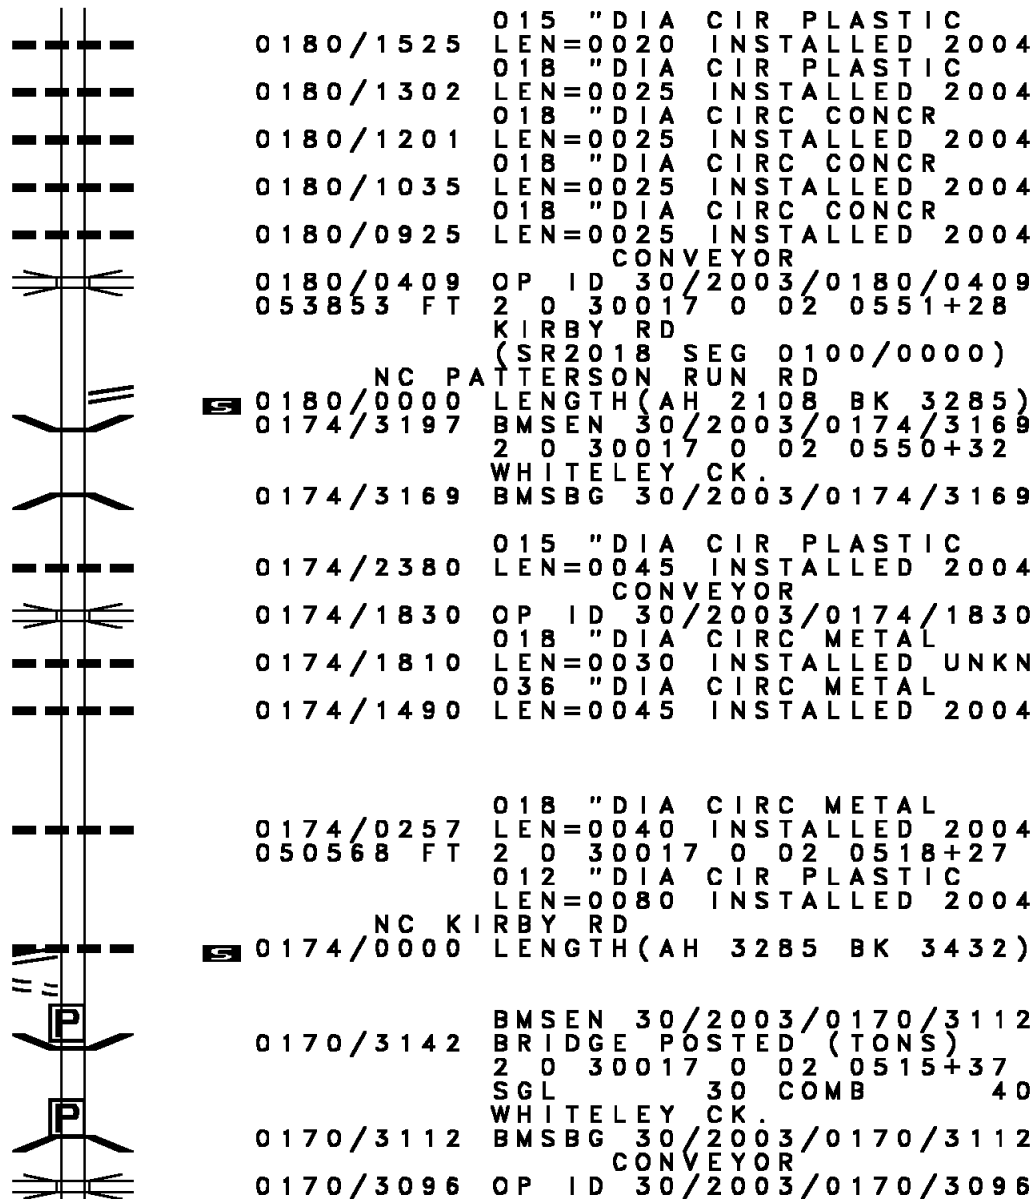 015 "DIA CIR PLASTIC
0180/1525 LEN=0020 INSTALLED 2004
018 "DIA CIR PLASTIC
0180/1302 LEN=0025 INSTALLED 2004
018 "DIA CIRC CONCR
0180/1201 LEN=0025 INSTALLED 2004
018 "DIA CIRC CONCR
0180/1035 LEN=0025 INSTALLED 2004
018 "DIA CIRC CONCR
0180/0925 LEN=0025 INSTALLED 2004
CONVEYOR
0180/0409 OP ID 30/2003/0180/0409
053853 FT 2 0 30017 0 02 0551+28
KIRBY RD
(SR2018 SEG 0100/0000)
NC PATTERSON RUN RD
S 0180/0000 LENGTH(AH 2108 BK 3285)
0174/3197 BMSEN 30/2003/0174/3169
2 0 30017 0 02 0550+32
WHITELEY CK.
0174/3169 BMSBG 30/2003/0174/3169
015 "DIA CIR PLASTIC
0174/2380 LEN=0045 INSTALLED 2004
CONVEYOR
0174/1830 OP ID 30/2003/0174/1830
018 "DIA CIRC METAL
0174/1810 LEN=0030 INSTALLED UNKN
036 "DIA CIRC METAL
0174/1490 LEN=0045 INSTALLED 2004
018 "DIA CIRC METAL
0174/0257 LEN=0040 INSTALLED 2004
050568 FT 2 0 30017 0 02 0518+27
012 "DIA CIR PLASTIC
LEN=0080 INSTALLED 2004
NC KIRBY RD
S 0174/0000 LENGTH(AH 3285 BK 3432)
P
BMSEN 30/2003/0170/3112
0170/3142 BRIDGE POSTED (TONS)
2 0 30017 0 02 0515+37
SGL 30 COMB 40
P
WHITELEY CK.
0170/3112 BMSBG 30/2003/0170/3112
CONVEYOR
0170/3096 OP ID 30/2003/0170/3096